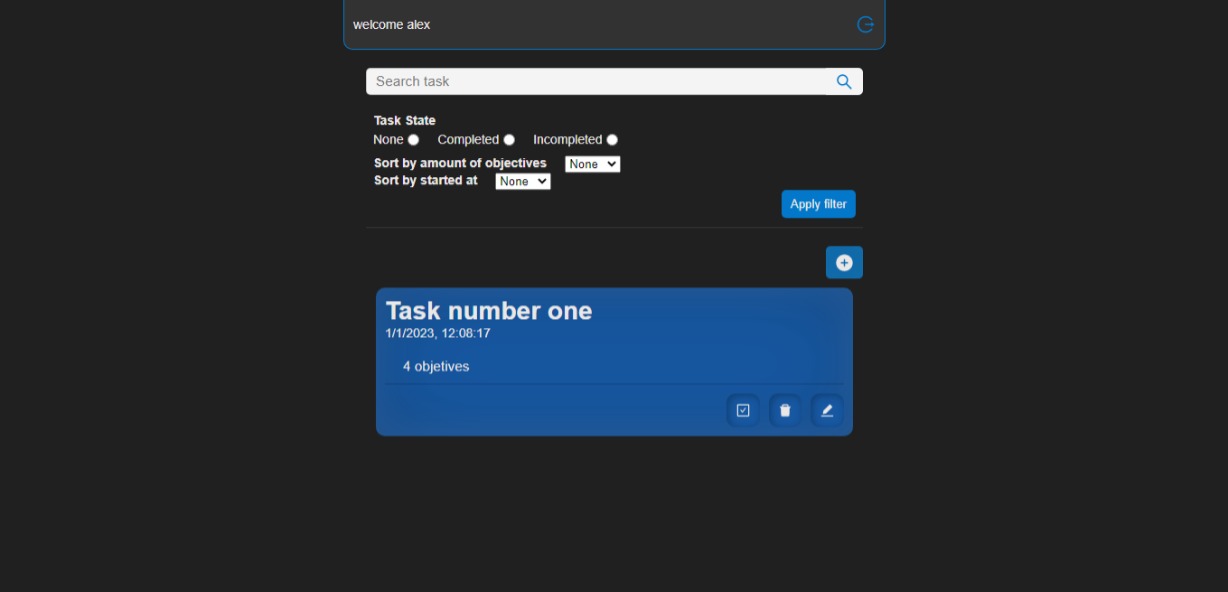 welcome alex
Search task
Task State
None Completed Incompleted
Sort by amount of objectives None
Sort by started at None
Apply filter
Task number one
1/1/2023, 12:08:17
4 objetives